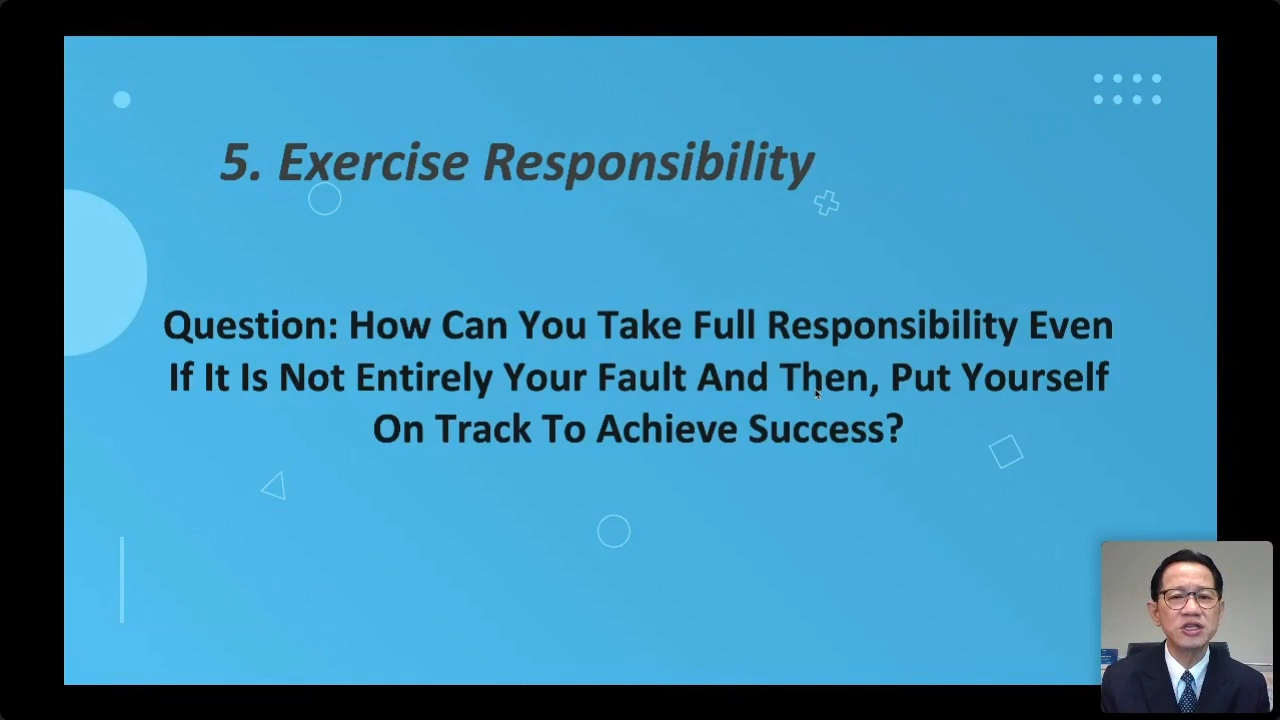 5. Exercise Responsibility
Question: How Can You Take Full Responsibility Even
If It Is Not Entirely Your Fault And Then, Put Yourself
On Track To Achieve Success?